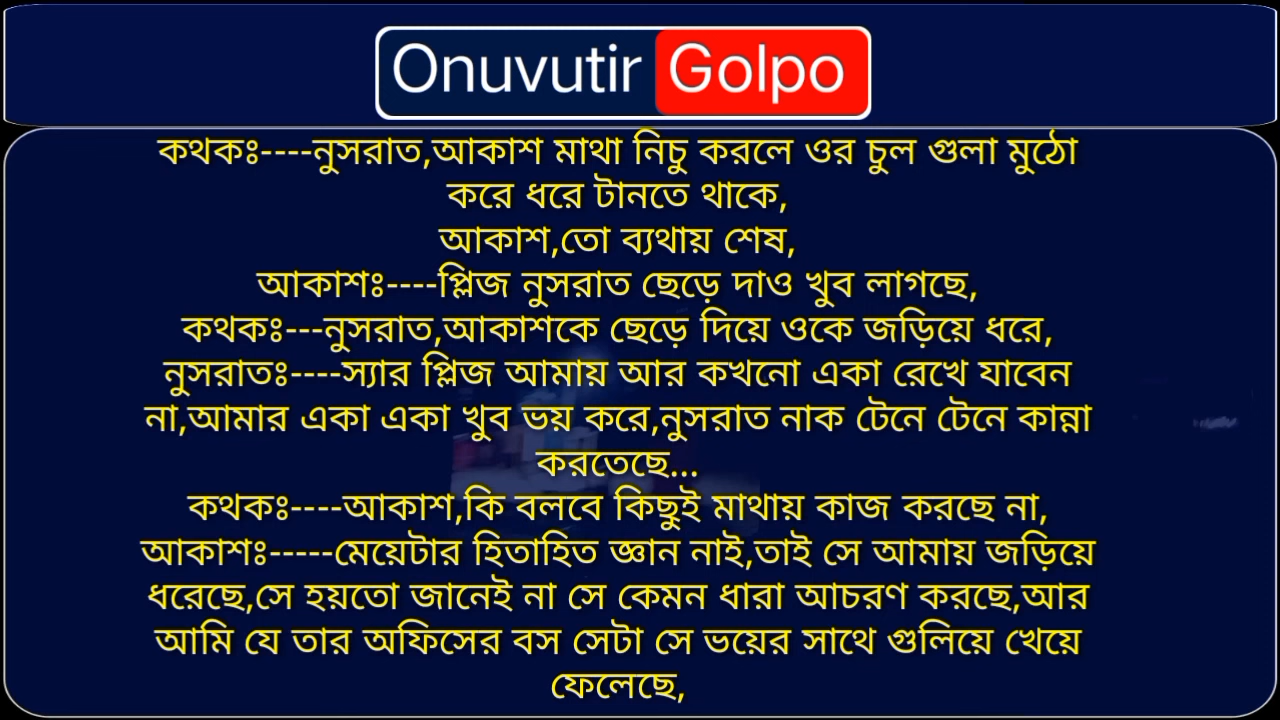 Onuvutir Golpo
কথকঃ----নুসরাত,আকাশ মাথা নিচু করলে ওর চুল গুলা মুঠো
করে ধরে টানতে থাকে,
আকাশ,তো ব্যথায় শেষ,
আকাশঃ----প্লিজ নুসরাত ছেড়ে দাও খুব লাগছে,
কথকঃ---নুসরাত,আকাশকে ছেড়ে দিয়ে ওকে জড়িয়ে ধরে,
নুসরাতঃ----স্যার প্লিজ আমায় আর কখনো একা রেখে যাবেন
না,আমার একা একা খুব ভয় করে,নুসরাত নাক টেনে টেনে কান্না
করতেছে...
কথকঃ----আকাশ,কি বলবে কিছুই মাথায় কাজ করছে না,
আকাশঃ-----মেয়েটার হিতাহিত জ্ঞান নাই,তাই সে আমায় জড়িয়ে
ধরেছে,সে হয়তো জানেই না সে কেমন ধারা আচরণ করছে,আর
আমি যে তার অফিসের বস সেটা সে ভয়ের সাথে গুলিয়ে খেয়ে
ফেলেছে,